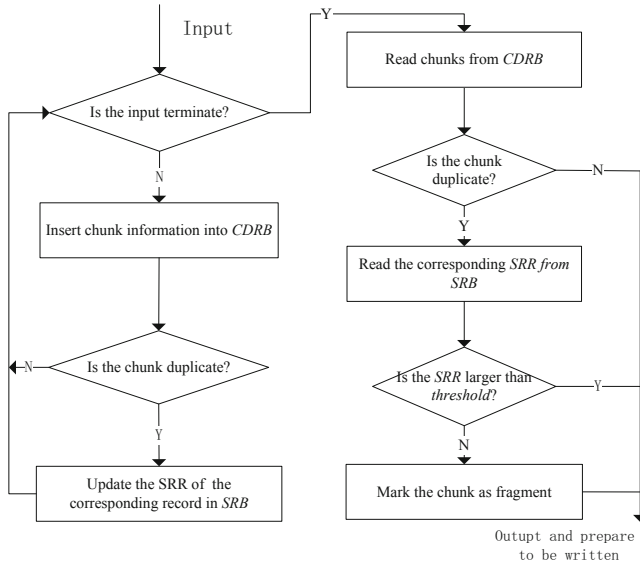 Input
Is the input terminate?
Y
N
Insert chunk information into CDRB
Is the chunk duplicate?
N
Y
Update the SRR of the
corresponding record in SRB
Read chunks from CDRB
Is the chunk
duplicate?
N
Y
Read the corresponding SRR from
SRB
Is the SRR larger than
threshold?
Y
N
Mark the chunk as fragment
Outupt and prepare
to be written